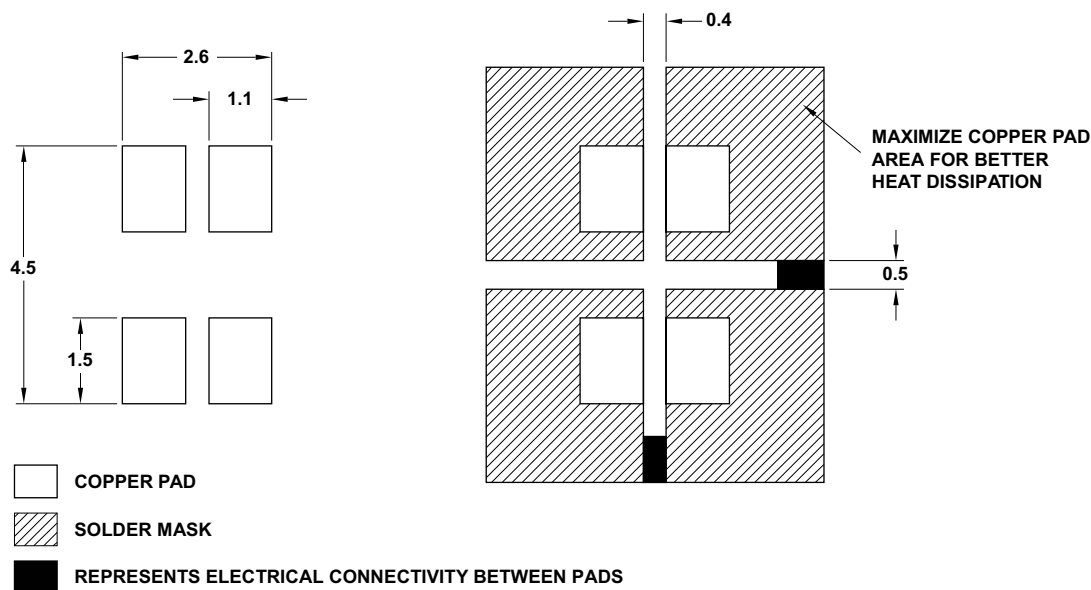 2.6
1.1
4.5
1.5
0.4
MAXIMIZE COPPER PAD
AREA FOR BETTER
HEAT DISSIPATION
0.5
COPPER PAD
SOLDER MASK
REPRESENTS ELECTRICAL CONNECTIVITY BETWEEN PADS